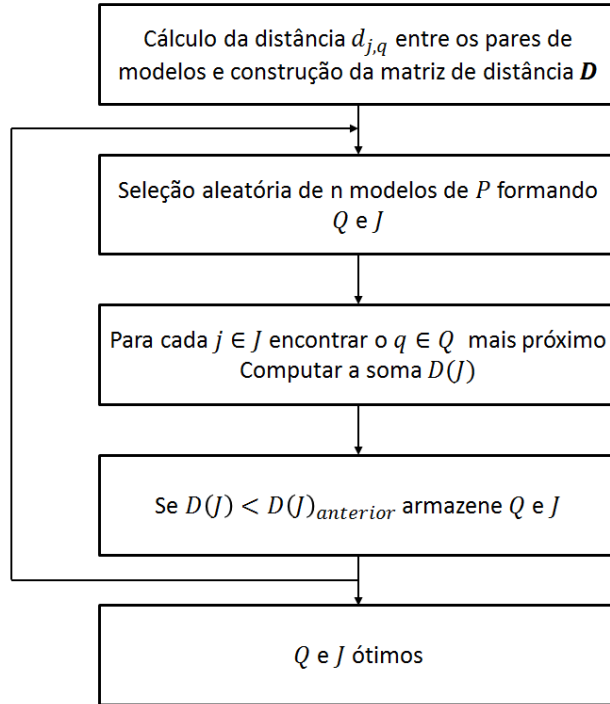 Cálculo da distância d_{j,q} entre os pares de
modelos e construção da matriz de distância D
Seleção aleatória de n modelos de P formando
Q e J
Para cada j ∈ J encontrar o q ∈ Q mais próximo
Computar a soma D(J)
Se D(J) < D(J)_{anterior} armazene Q e J
Q e J ótimos